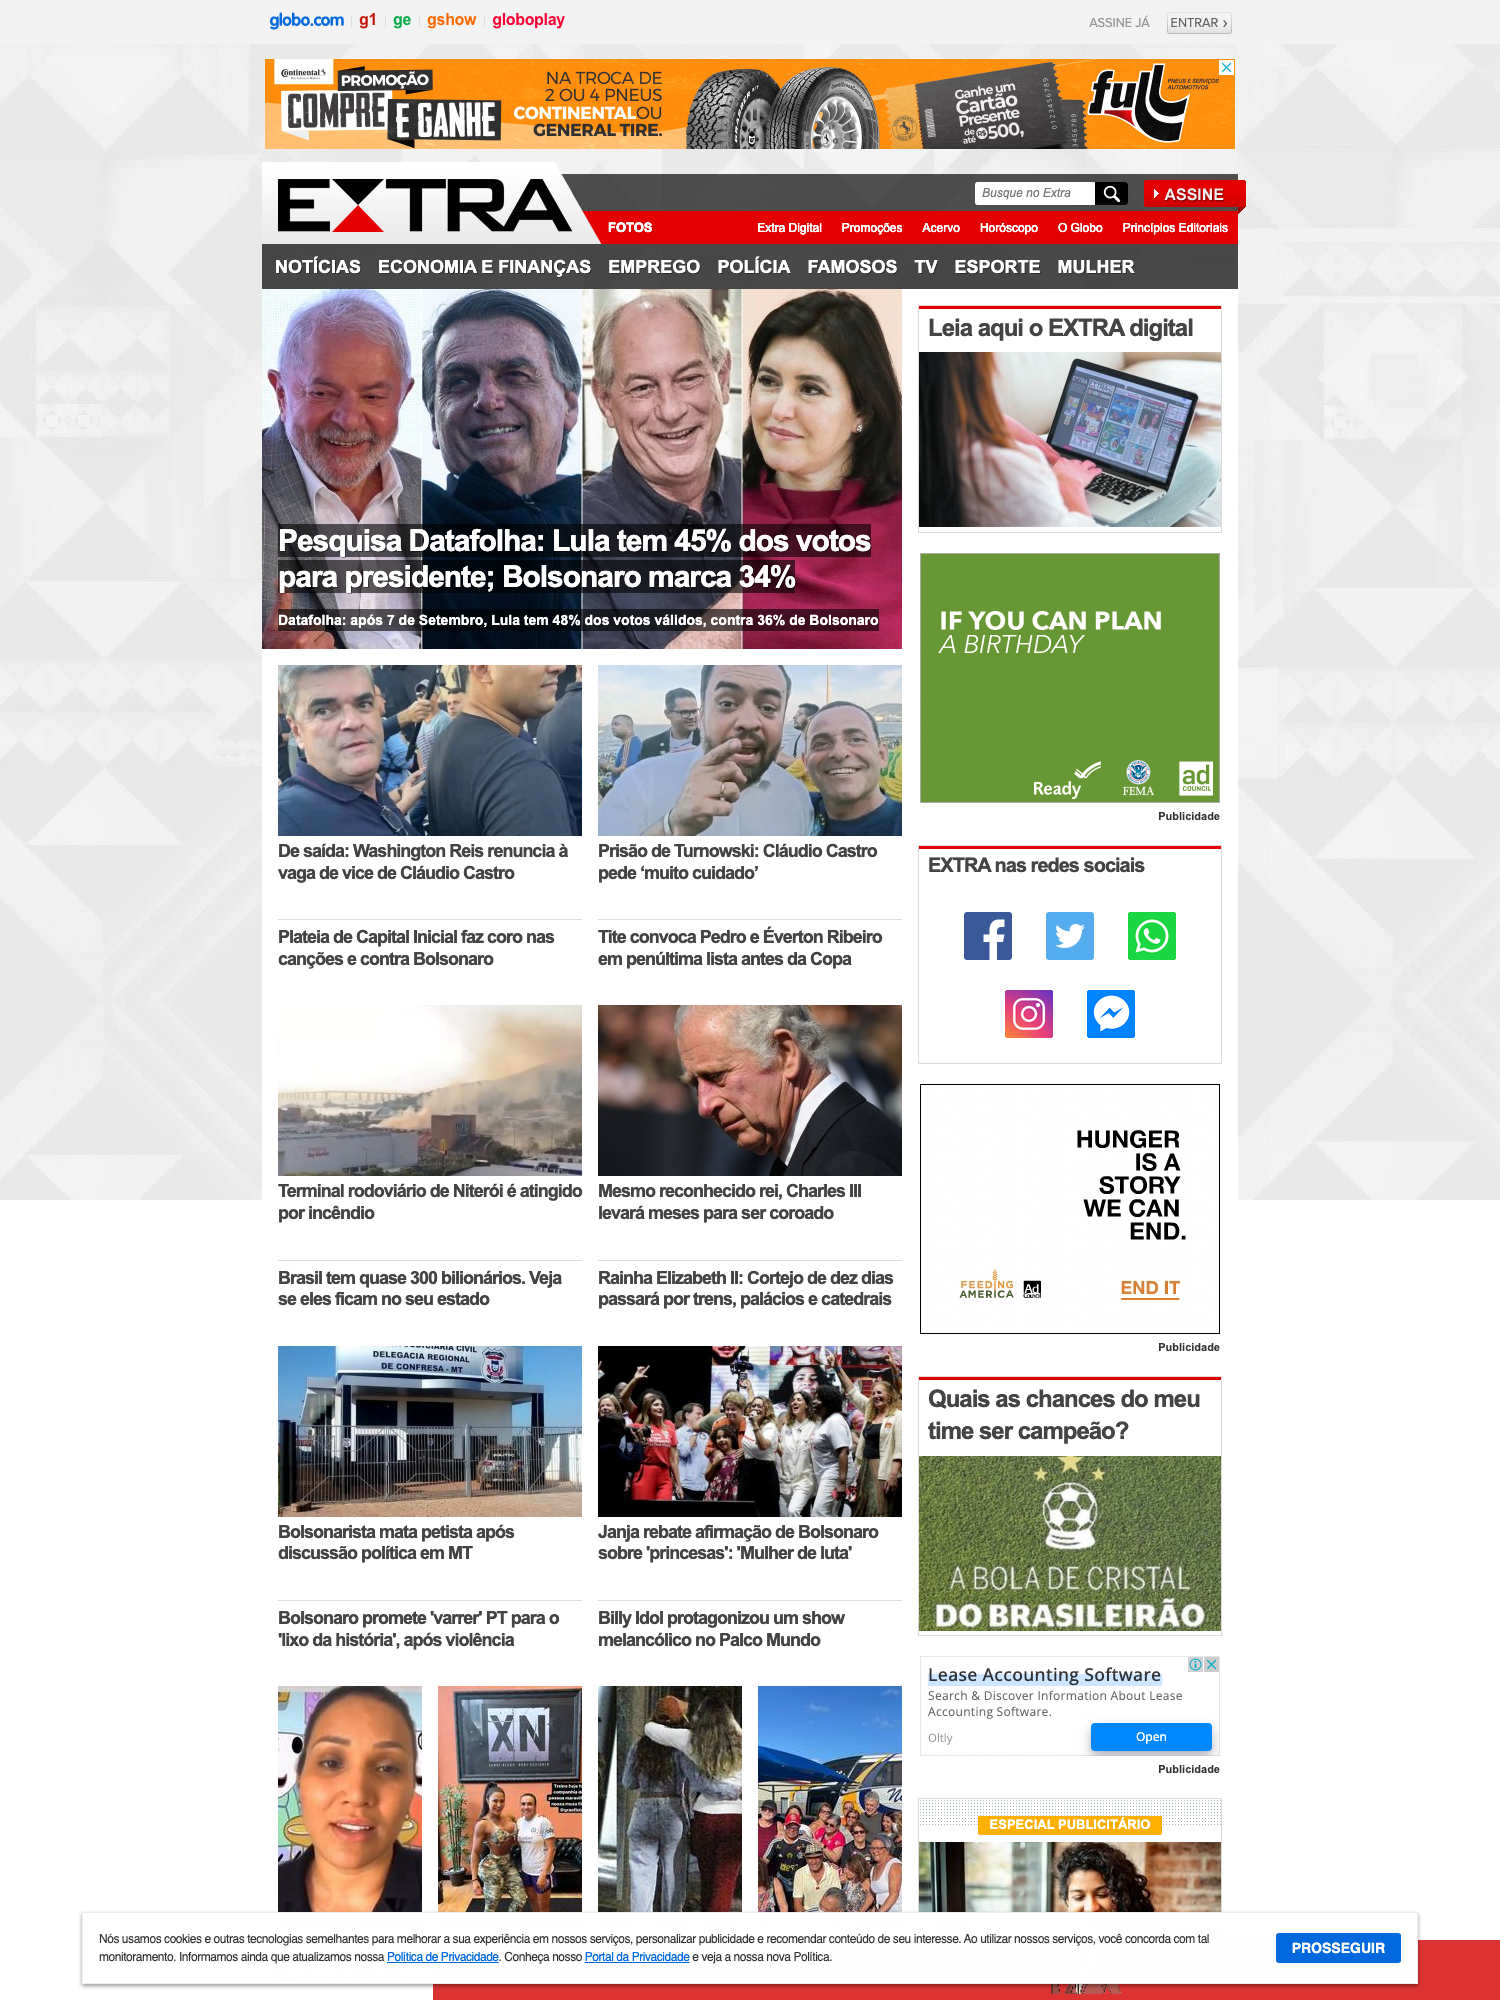 globo.com g1 ge gshow globoplay
ASSINE JÁ ENTRAR
Continental
PROMOÇÃO
COMPRE E GANHE
NA TROCA DE
2 OU 4 PNEUS
CONTINENTAL OU
GENERAL TIRE.
Ganhe um
Cartão
Presente
de até R$ 500,
0123456789
full
PNEUS E SERVIÇOS
AUTOMOTIVOS
EXTRA
Busque no Extra
ASSINE
FOTOS
Extra Digital Promoções Acervo Horóscopo O Globo Princípios Editoriais
NOTÍCIAS ECONOMIA E FINANÇAS EMPREGO POLÍCIA FAMOSOS TV ESPORTE MULHER
Pesquisa Datafolha: Lula tem 45% dos votos
para presidente; Bolsonaro marca 34%
Datafolha: após 7 de Setembro, Lula tem 48% dos votos válidos, contra 36% de Bolsonaro
De saída: Washington Reis renuncia à
vaga de vice de Cláudio Castro
Prisão de Turnowski: Cláudio Castro
pede ‘muito cuidado’
Plateia de Capital Inicial faz coro nas
canções e contra Bolsonaro
Tite convoca Pedro e Éverton Ribeiro
em penúltima lista antes da Copa
Terminal rodoviário de Niterói é atingido
por incêndio
Mesmo reconhecido rei, Charles III
levará meses para ser coroado
Brasil tem quase 300 bilionários. Veja
se eles ficam no seu estado
Rainha Elizabeth II: Cortejo de dez dias
passará por trens, palácios e catedrais
DELEGACIA REGIONAL
DE CONFRESA - MT
Bolsonarista mata petista após
discussão política em MT
Janja rebate afirmação de Bolsonaro
sobre 'princesas': 'Mulher de luta'
Bolsonaro promete 'varrer' PT para o
'lixo da história', após violência
Billy Idol protagonizou um show
melancólico no Palco Mundo
XN
Leia aqui o EXTRA digital
IF YOU CAN PLAN
A BIRTHDAY
Ready
FEMA
ad
COUNCIL
Publicidade
EXTRA nas redes sociais
HUNGER
IS A
STORY
WE CAN
END.
FEEDING
AMERICA
Ad
Council
END IT
Publicidade
Quais as chances do meu
time ser campeão?
A BOLA DE CRISTAL
DO BRASILEIRÃO
Lease Accounting Software
Search & Discover Information About Lease
Accounting Software.
Oltly
Open
Publicidade
ESPECIAL PUBLICITÁRIO
Nós usamos cookies e outras tecnologias semelhantes para melhorar a sua experiência em nossos serviços, personalizar publicidade e recomendar conteúdo de seu interesse. Ao utilizar nossos serviços, você concorda com tal
monitoramento. Informamos ainda que atualizamos nossa Política de Privacidade. Conheça nosso Portal da Privacidade e veja a nossa nova Política.
PROSSEGUIR